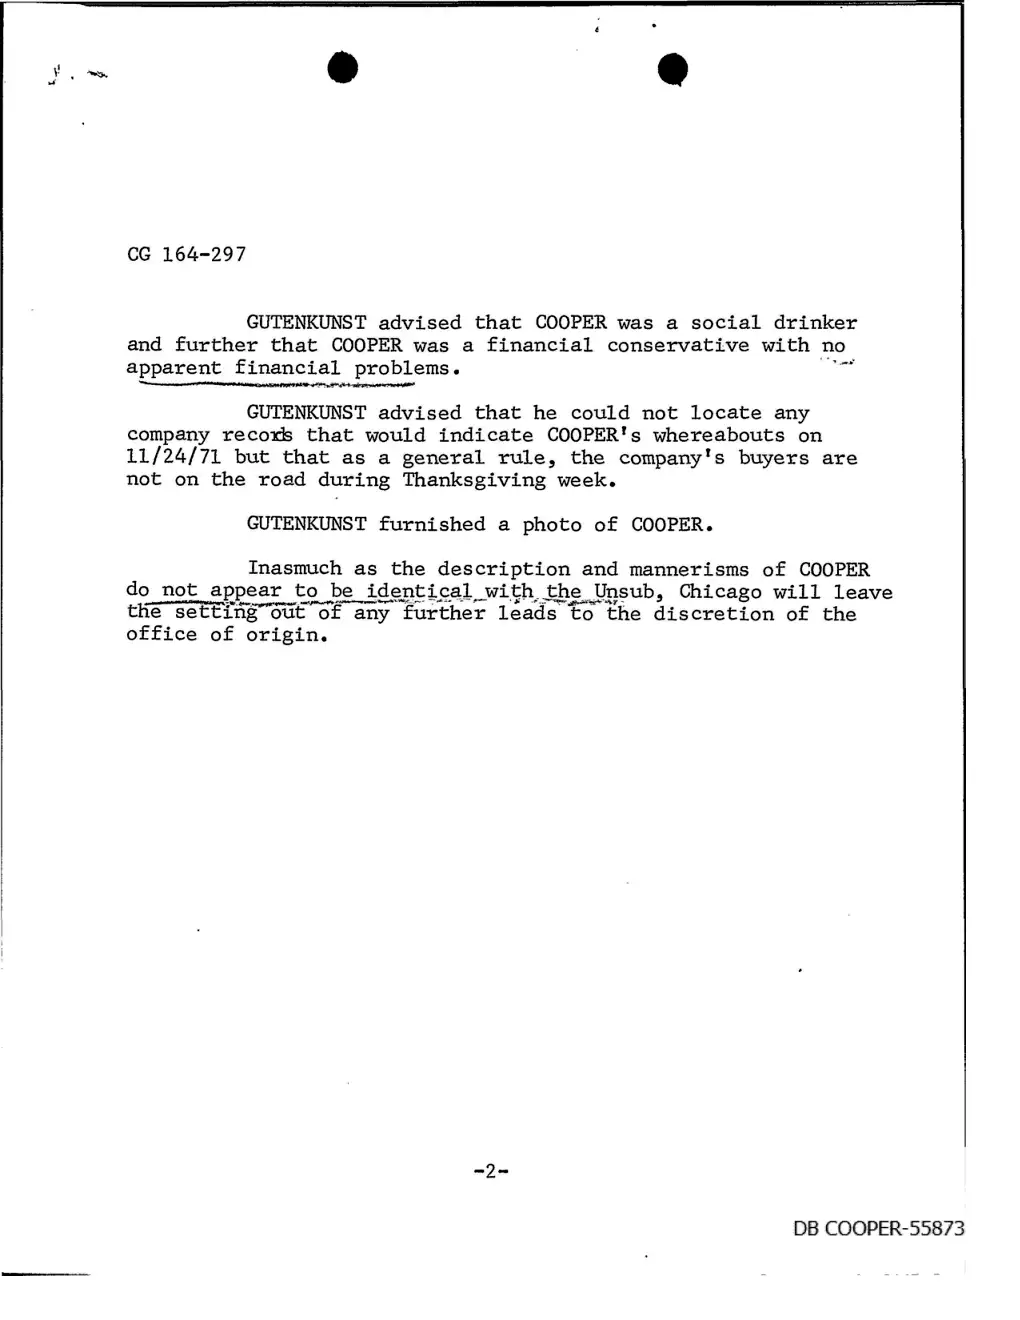 CG 164-297
GUTENKUNST advised that COOPER was a social drinker
and further that COOPER was a financial conservative with no
apparent financial problems.
GUTENKUNST advised that he could not locate any
company records that would indicate COOPER's whereabouts on
11/24/71 but that as a general rule, the company's buyers are
not on the road during Thanksgiving week.
GUTENKUNST furnished a photo of COOPER.
Inasmuch as the description and mannerisms of COOPER
do not appear to be identical with the Unsub, Chicago will leave
the setting out of any further leads to the discretion of the
office of origin.
-2-
DB COOPER-55873